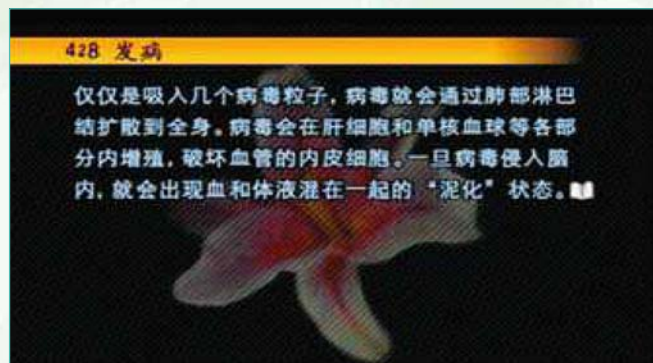 428 发病
仅仅是吸入几个病毒粒子，病毒就会通过肺部淋巴
结扩散到全身。病毒会在肝细胞和单核血球等各部
分内增殖，破坏血管的内皮细胞。一旦病毒侵入脑
内，就会出现血和体液混在一起的“泥化”状态。